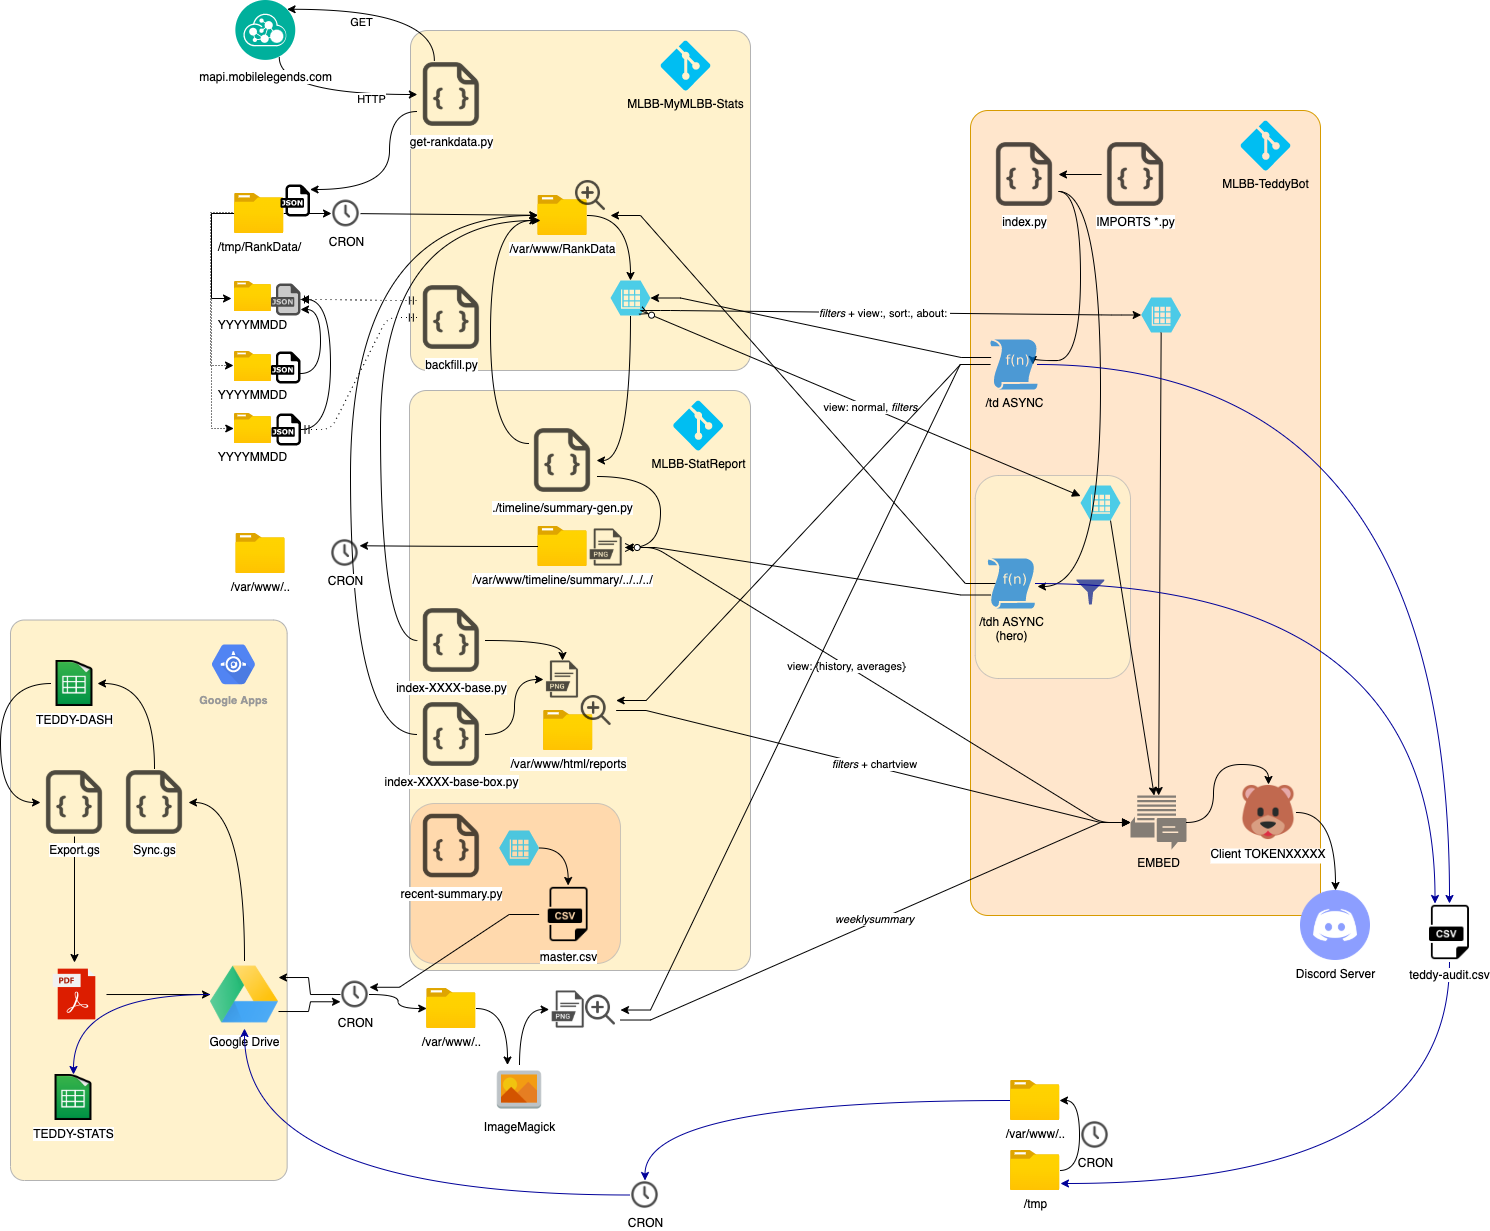 GET
mapi.mobilelegends.com
HTTP
MLBB-MyMLBB-Stats
{ }
get-rankdata.py
JSON
/tmp/RankData/
CRON
/var/www/RankData
JSON
YYYYMMDD
JSON
YYYYMMDD
JSON
YYYYMMDD
{ }
backfill.py
MLBB-TeddyBot
{ }
index.py
{ }
IMPORTS *.py
filters + view:, sort:, about:
f(n)
/td ASYNC
view: normal, filters
MLBB-StatReport
{ }
./timeline/summary-gen.py
PNG
/var/www/timeline/summary/../../../
CRON
/var/www/..
f(n)
/tdh ASYNC
(hero)
{ }
index-XXXX-base.py
PNG
{ }
index-XXXX-base-box.py
/var/www/html/reports
view: {history, averages}
filters + chartview
Google Apps
TEDDY-DASH
{ }
Export.gs
{ }
Sync.gs
{ }
recent-summary.py
CSV
master.csv
weeklysummary
EMBED
Client TOKENXXXXX
Discord Server
CSV
teddy-audit.csv
PDF
Google Drive
CRON
/var/www/..
PNG
ImageMagick
TEDDY-STATS
/var/www/..
CRON
/tmp
CRON